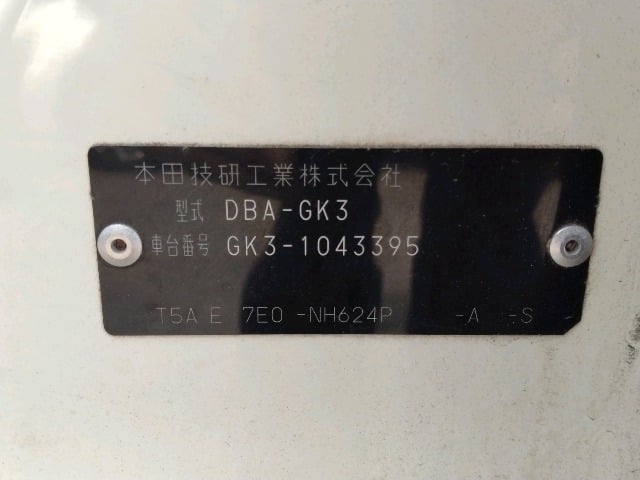 本田技研工業株式会社
型式 DBA-GK3
車台番号 GK3-1043395
T5A E 7E0 -NH624P -A -S